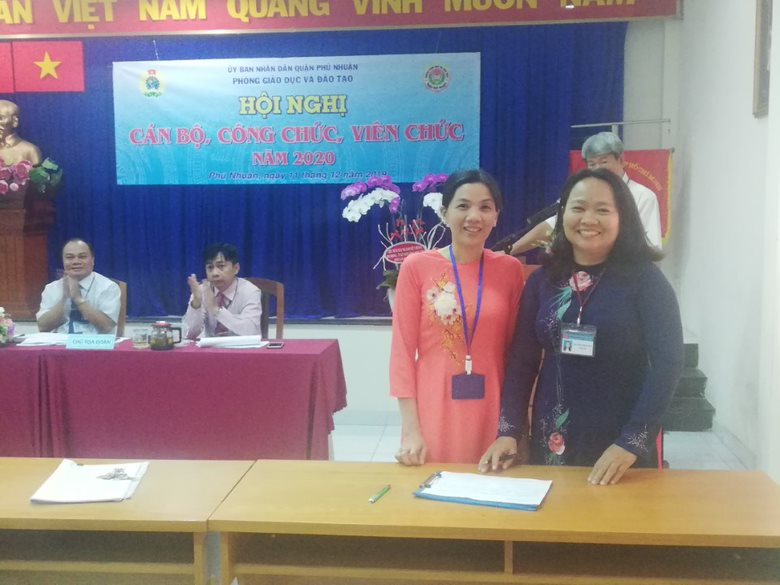 ẢN VIỆT NAM QUANG VINH MUÔN
ỦY BAN NHÂN DÂN QUẬN PHÚ NHUẬN
PHÒNG GIÁO DỤC VÀ ĐÀO TẠO
HỘI NGHỊ
CÁN BỘ, CÔNG CHỨC, VIÊN CHỨC
NĂM 2020
Phú Nhuận, ngày 11 tháng 12 năm 2019
CHỦ TỌA ĐOÀN